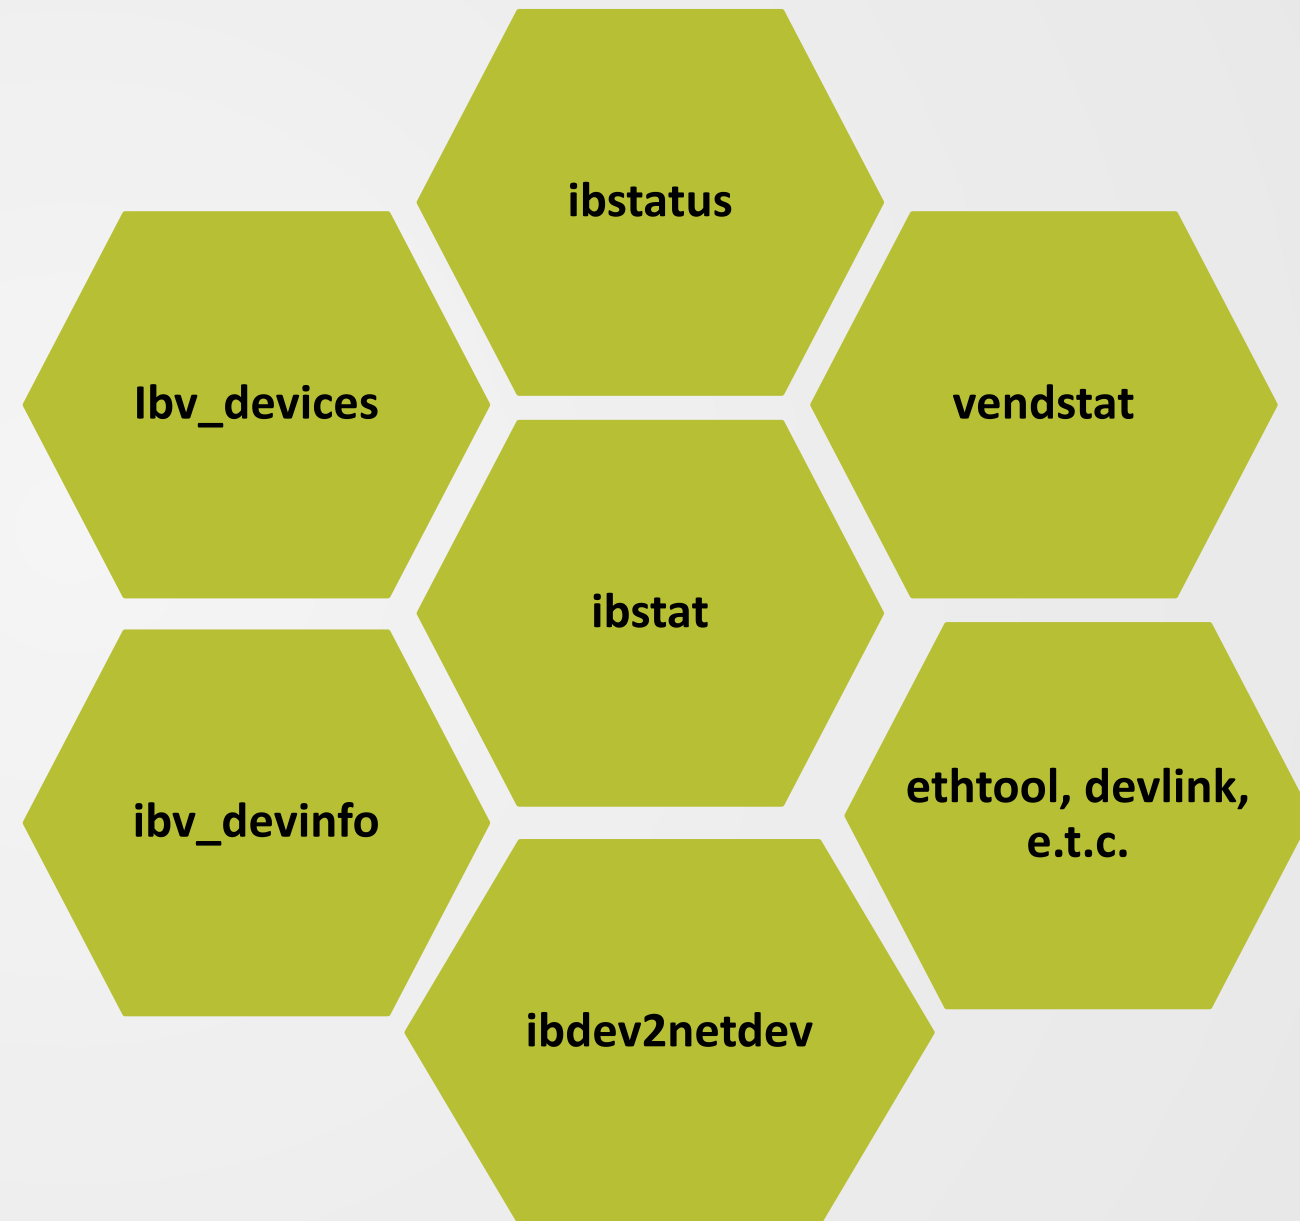 ibstatus
Ibv_devices
vendstat
ibstat
ibv_devinfo
ethtool, devlink,
e.t.c.
ibdev2netdev